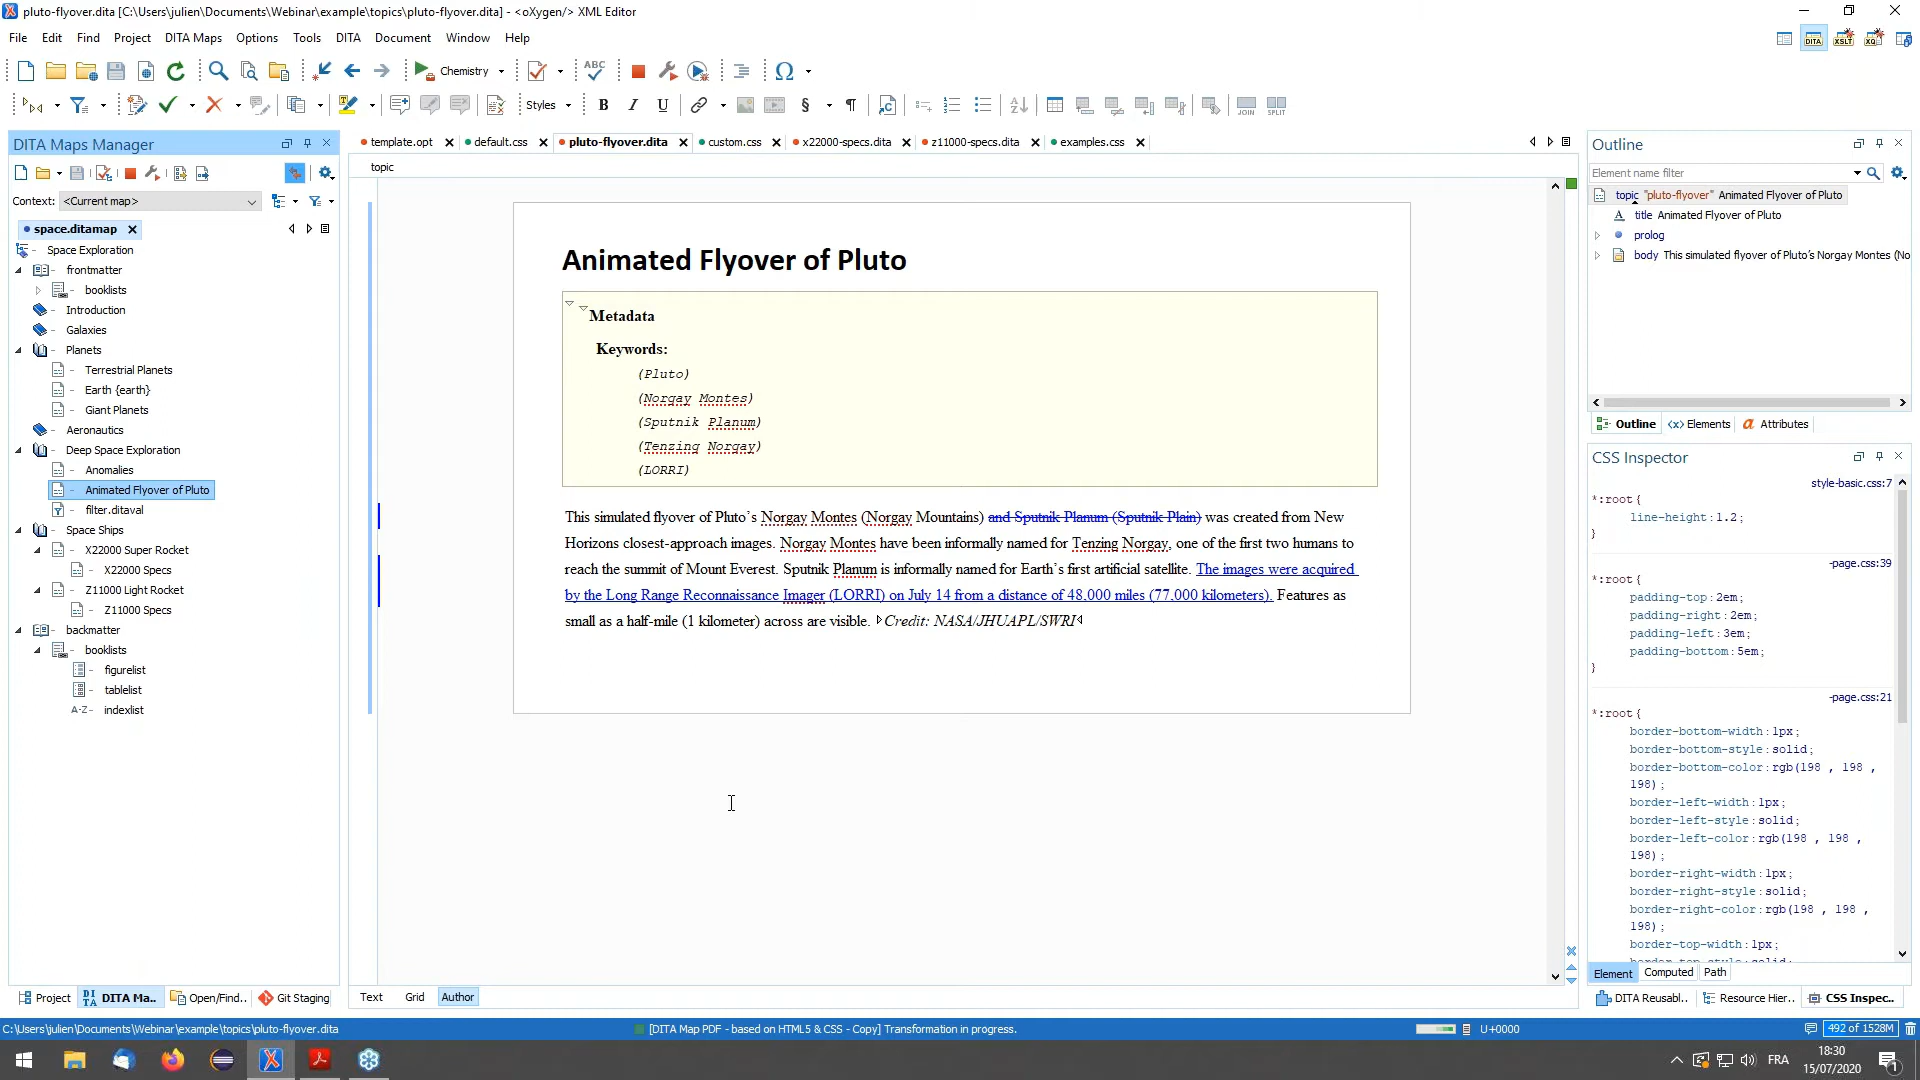 pluto-flyover.dita [C:\Users\julien\Documents\Webinar\example\topics\pluto-flyover.dita] - <oXygen/> XML Editor
File Edit Find Project DITA Maps Options Tools DITA Document Window Help
DITA XSLT XQ
Chemistry ABC Ω
Styles B I U § ¶ JOIN SPLIT
DITA Maps Manager
Context: <Current map>
space.ditamap
Space Exploration
frontmatter
booklists
Introduction
Galaxies
Planets
Terrestrial Planets
Earth {earth}
Giant Planets
Aeronautics
Deep Space Exploration
Anomalies
Animated Flyover of Pluto
filter.ditaval
Space Ships
X22000 Super Rocket
X22000 Specs
Z11000 Light Rocket
Z11000 Specs
backmatter
booklists
figurelist
tablelist
A-Z- indexlist
Project DITA Ma.. Open/Find.. Git Staging
template.opt default.css pluto-flyover.dita custom.css x22000-specs.dita z11000-specs.dita examples.css
topic
Animated Flyover of Pluto
Metadata
Keywords:
(Pluto)
(Norgay Montes)
(Sputnik Planum)
(Tenzing Norgay)
(LORRI)
This simulated flyover of Pluto’s Norgay Montes (Norgay Mountains) and Sputnik Planum (Sputnik Plain) was created from New
Horizons closest-approach images. Norgay Montes have been informally named for Tenzing Norgay, one of the first two humans to
reach the summit of Mount Everest. Sputnik Planum is informally named for Earth’s first artificial satellite. The images were acquired
by the Long Range Reconnaissance Imager (LORRI) on July 14 from a distance of 48,000 miles (77,000 kilometers). Features as
small as a half-mile (1 kilometer) across are visible. Credit: NASA/JHUAPL/SWRI
Text Grid Author
Outline
Element name filter
topic "pluto-flyover" Animated Flyover of Pluto
title Animated Flyover of Pluto
prolog
body This simulated flyover of Pluto’s Norgay Montes (No
Outline Elements Attributes
CSS Inspector
style-basic.css:7
*:root {
line-height:1.2;
}
-page.css:39
*:root {
padding-top:2em;
padding-right:2em;
padding-left:3em;
padding-bottom:5em;
}
-page.css:21
*:root {
border-bottom-width:1px;
border-bottom-style:solid;
border-bottom-color:rgb(198 , 198 ,
198);
border-left-width:1px;
border-left-style:solid;
border-left-color:rgb(198 , 198 ,
198);
border-right-width:1px;
border-right-style:solid;
border-right-color:rgb(198 , 198 ,
198);
border-top-width:1px;
border-top-style:solid;
Element Computed Path
DITA Reusabl.. Resource Hier.. CSS Inspec..
C:\Users\julien\Documents\Webinar\example\topics\pluto-flyover.dita [DITA Map PDF - based on HTML5 & CSS - Copy] Transformation in progress. U+0000 492 of 1528M
FRA
18:30
15/07/2020
1